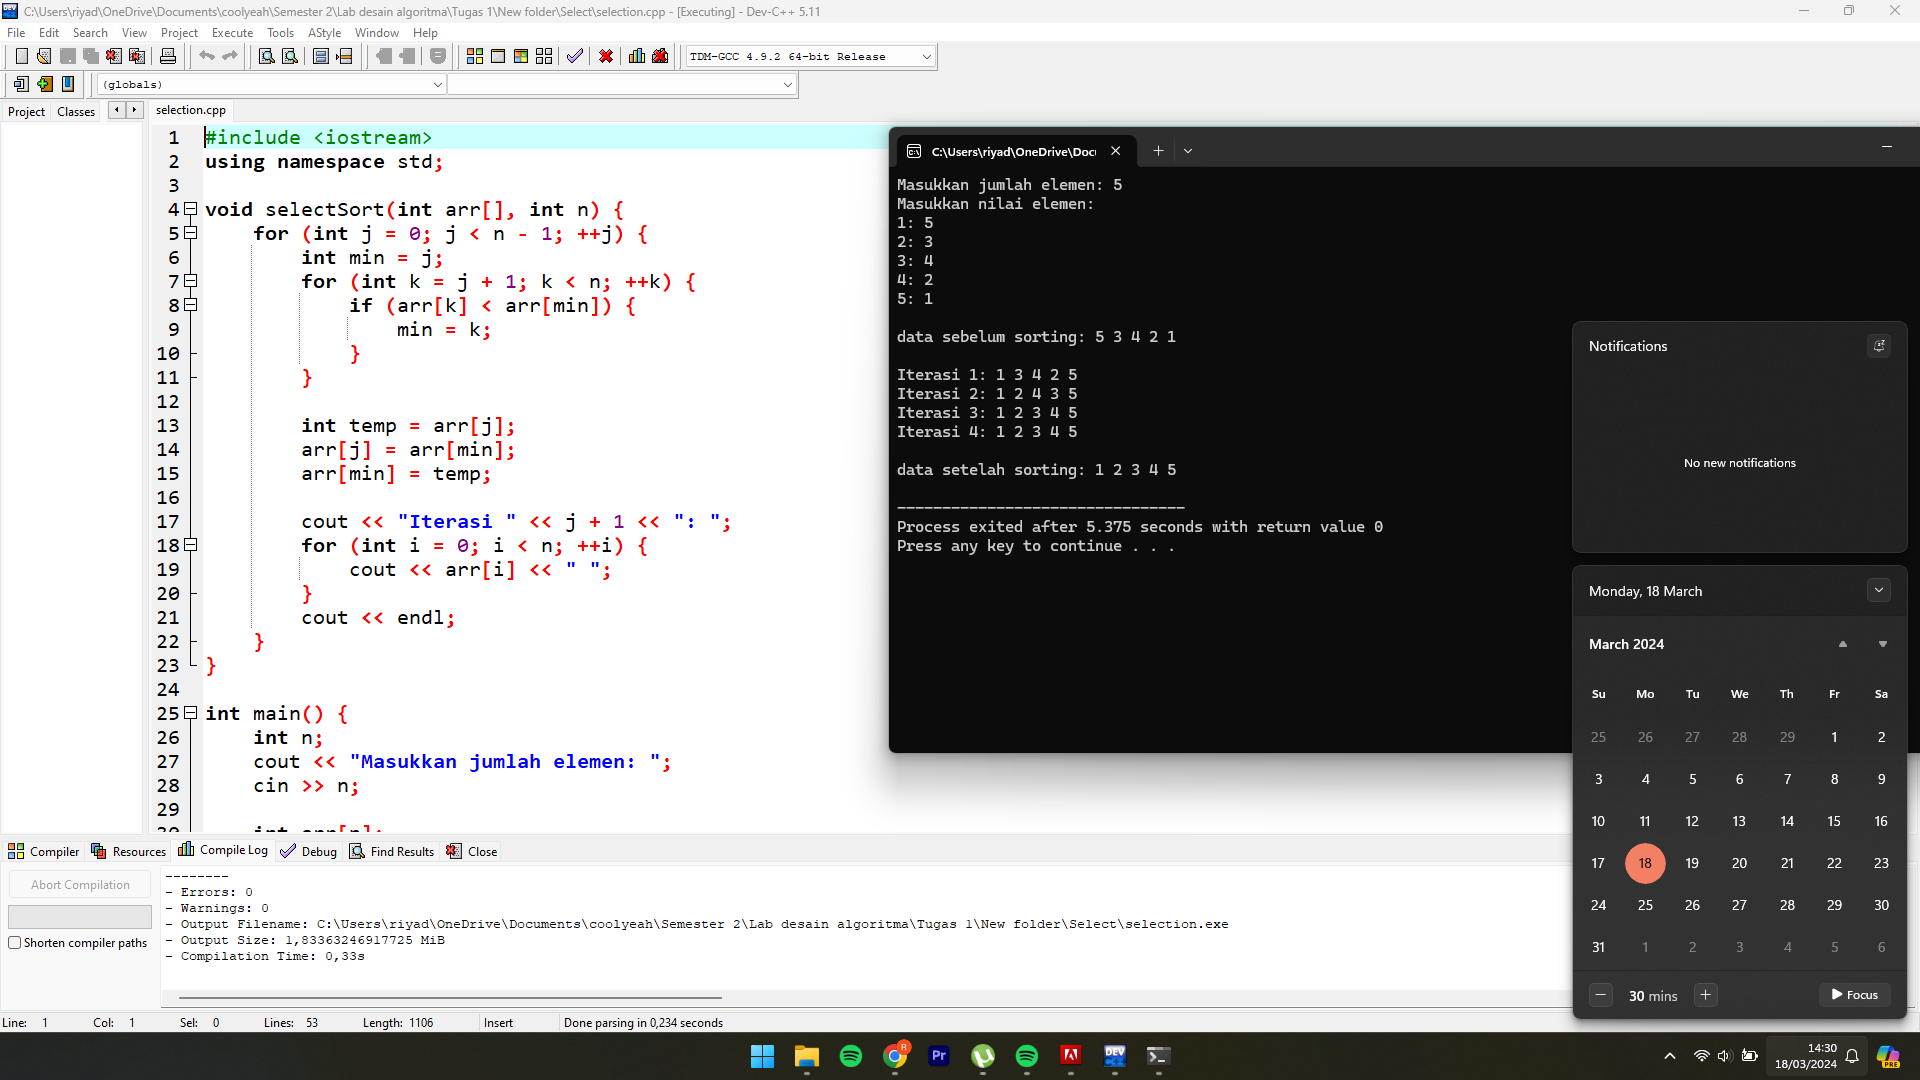 C:\Users\riyad\OneDrive\Documents\coolyeah\Semester 2\Lab desain algoritma\Tugas 1\New folder\Select\selection.cpp - [Executing] - Dev-C++ 5.11
File Edit Search View Project Execute Tools AStyle Window Help
TDM-GCC 4.9.2 64-bit Release
(globals)
Project Classes
selection.cpp
1 #include <iostream>
2 using namespace std;
3
4 void selectSort(int arr[], int n) {
5 for (int j = 0; j < n - 1; ++j) {
6 int min = j;
7 for (int k = j + 1; k < n; ++k) {
8 if (arr[k] < arr[min]) {
9 min = k;
10 }
11 }
12
13 int temp = arr[j];
14 arr[j] = arr[min];
15 arr[min] = temp;
16
17 cout << "Iterasi " << j + 1 << ": ";
18 for (int i = 0; i < n; ++i) {
19 cout << arr[i] << " ";
20 }
21 cout << endl;
22 }
23 }
24
25 int main() {
26 int n;
27 cout << "Masukkan jumlah elemen: ";
28 cin >> n;
29
30 int arr[n];
C:\Users\riyad\OneDrive\Docu
Masukkan jumlah elemen: 5
Masukkan nilai elemen:
1: 5
2: 3
3: 4
4: 2
5: 1
data sebelum sorting: 5 3 4 2 1
Iterasi 1: 1 3 4 2 5
Iterasi 2: 1 2 4 3 5
Iterasi 3: 1 2 3 4 5
Iterasi 4: 1 2 3 4 5
data setelah sorting: 1 2 3 4 5
--------------------------------
Process exited after 5.375 seconds with return value 0
Press any key to continue . . .
Notifications
No new notifications
Monday, 18 March
March 2024
Su Mo Tu We Th Fr Sa
25 26 27 28 29 1 2
3 4 5 6 7 8 9
10 11 12 13 14 15 16
17 18 19 20 21 22 23
24 25 26 27 28 29 30
31 1 2 3 4 5 6
30 mins Focus
Compiler Resources Compile Log Debug Find Results Close
Abort Compilation
Shorten compiler paths
--------
- Errors: 0
- Warnings: 0
- Output Filename: C:\Users\riyad\OneDrive\Documents\coolyeah\Semester 2\Lab desain algoritma\Tugas 1\New folder\Select\selection.exe
- Output Size: 1,83363246917725 MiB
- Compilation Time: 0,33s
Line: 1 Col: 1 Sel: 0 Lines: 53 Length: 1106 Insert Done parsing in 0,234 seconds
R
Pr
DEV
14:30
18/03/2024
PRE